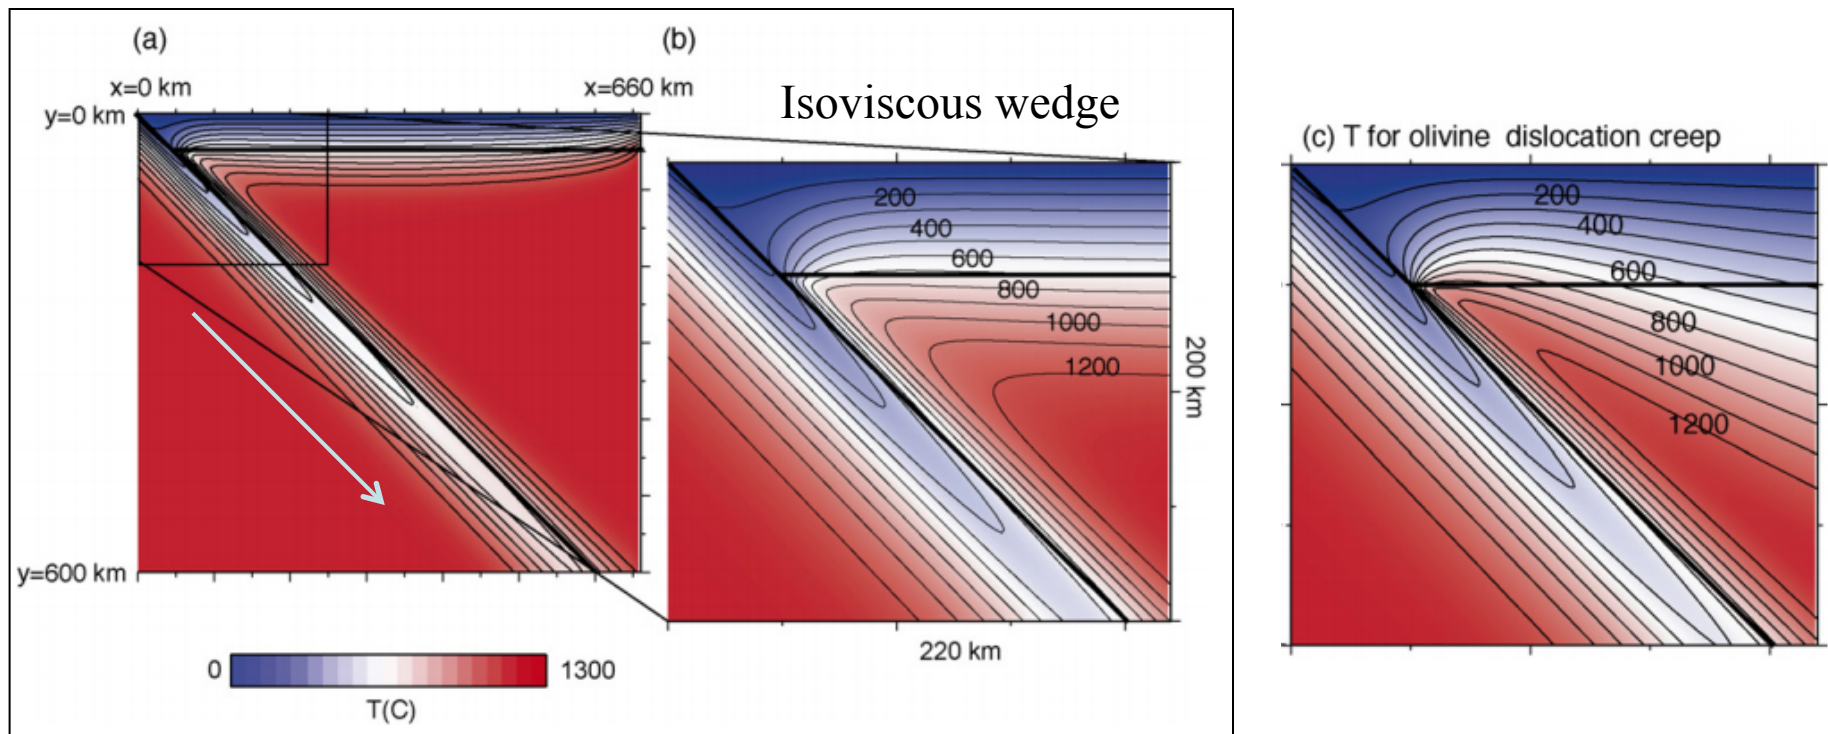 (a)
(b)
x=0 km
x=660 km
y=0 km
Isoviscous wedge
(c) T for olivine dislocation creep
200
400
600
800
1000
1200
200 km
200
400
600
800
1000
1200
y=600 km
220 km
0
1300
T(C)